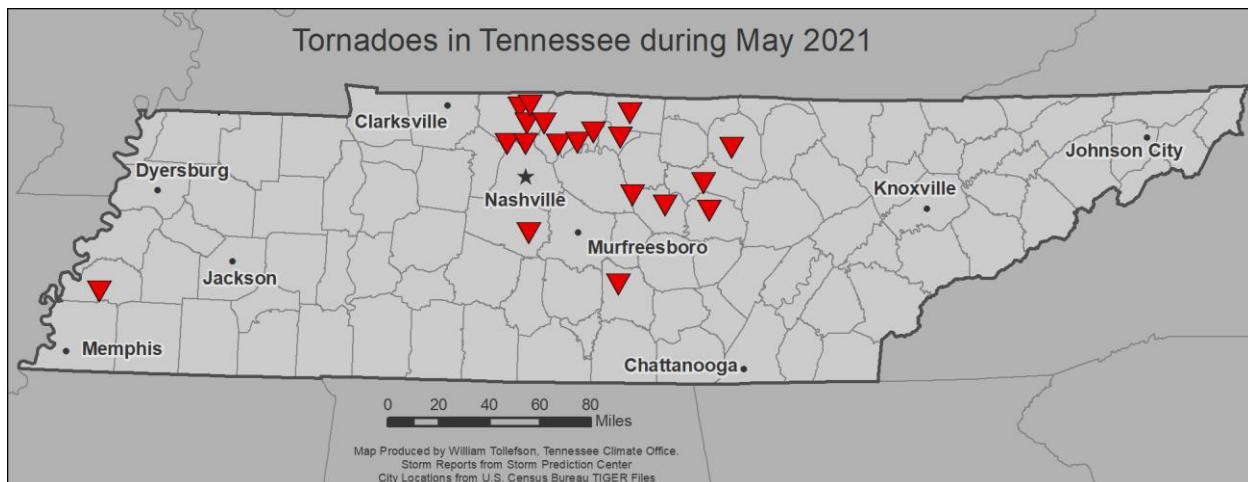 Tornadoes in Tennessee during May 2021
Clarksville
Johnson City
Dyersburg
Knoxville
Nashville
Murfreesboro
Jackson
Memphis
Chattanooga
0 20 40 60 80
Miles
Map Produced by William Tollefson, Tennessee Climate Office.
Storm Reports from Storm Prediction Center
City Locations from U.S. Census Bureau TIGER Files